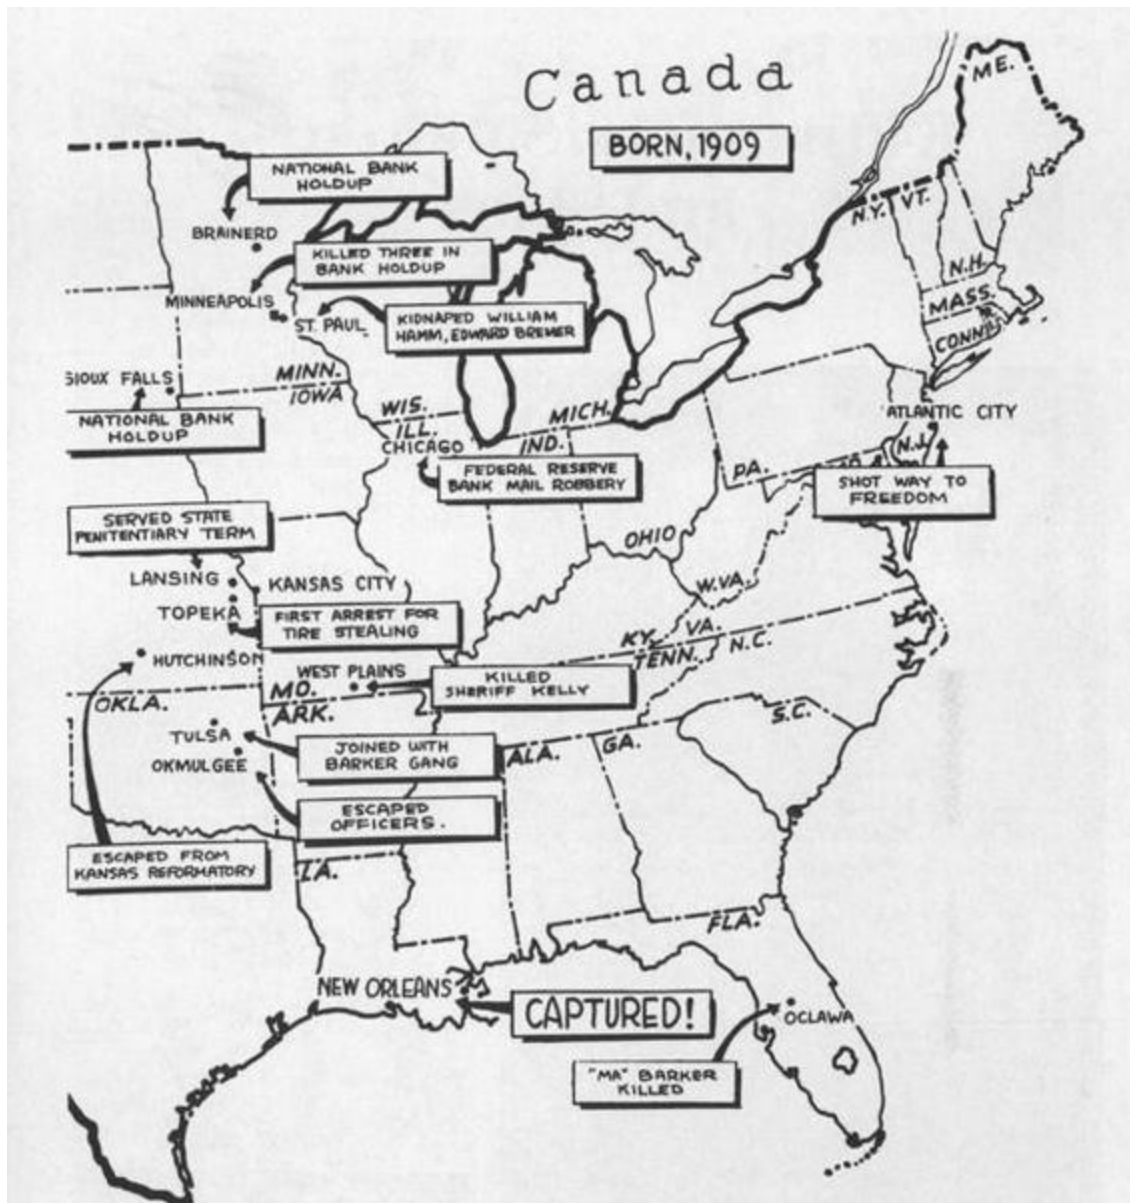 Canada
BORN, 1909
ME.
NATIONAL BANK
HOLDUP
N.Y.
VT.
BRAINERD
KILLED THREE IN
BANK HOLDUP
N.H.
MINNEAPOLIS
MASS.
ST. PAUL
KIDNAPED WILLIAM
HAMM, EDWARD BREMER
CONN.
SIOUX FALLS
MINN.
IOWA
NATIONAL BANK
HOLDUP
WIS.
ILL.
MICH.
IND.
CHICAGO
ATLANTIC CITY
N.J.
FEDERAL RESERVE
BANK MAIL ROBBERY
PA.
SHOT WAY TO
FREEDOM
SERVED STATE
PENITENTIARY TERM
OHIO
LANSING
KANSAS CITY
W.VA.
TOPEKA
FIRST ARREST FOR
TIRE STEALING
KY.
VA.
TENN.
N.C.
HUTCHINSON
WEST PLAINS
KILLED
SHERIFF KELLY
OKLA.
MO.
ARK.
S.C.
TULSA
JOINED WITH
BARKER GANG
ALA.
GA.
OKMULGEE
ESCAPED
OFFICERS.
ESCAPED FROM
KANSAS REFORMATORY
LA.
FLA.
NEW ORLEANS
CAPTURED!
OCLAWA
"MA" BARKER
KILLED